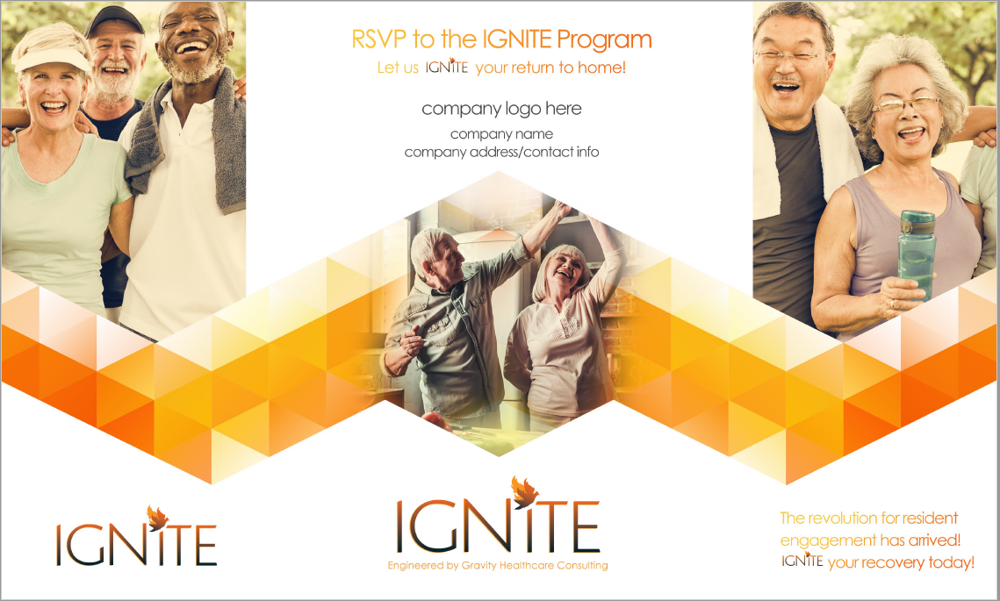 RSVP to the IGNITE Program
Let us IGNITE your return to home!
company logo here
company name
company address/contact info
IGNITE
IGNITE
Engineered by Gravity Healthcare Consulting
The revolution for resident
engagement has arrived!
IGNITE your recovery today!